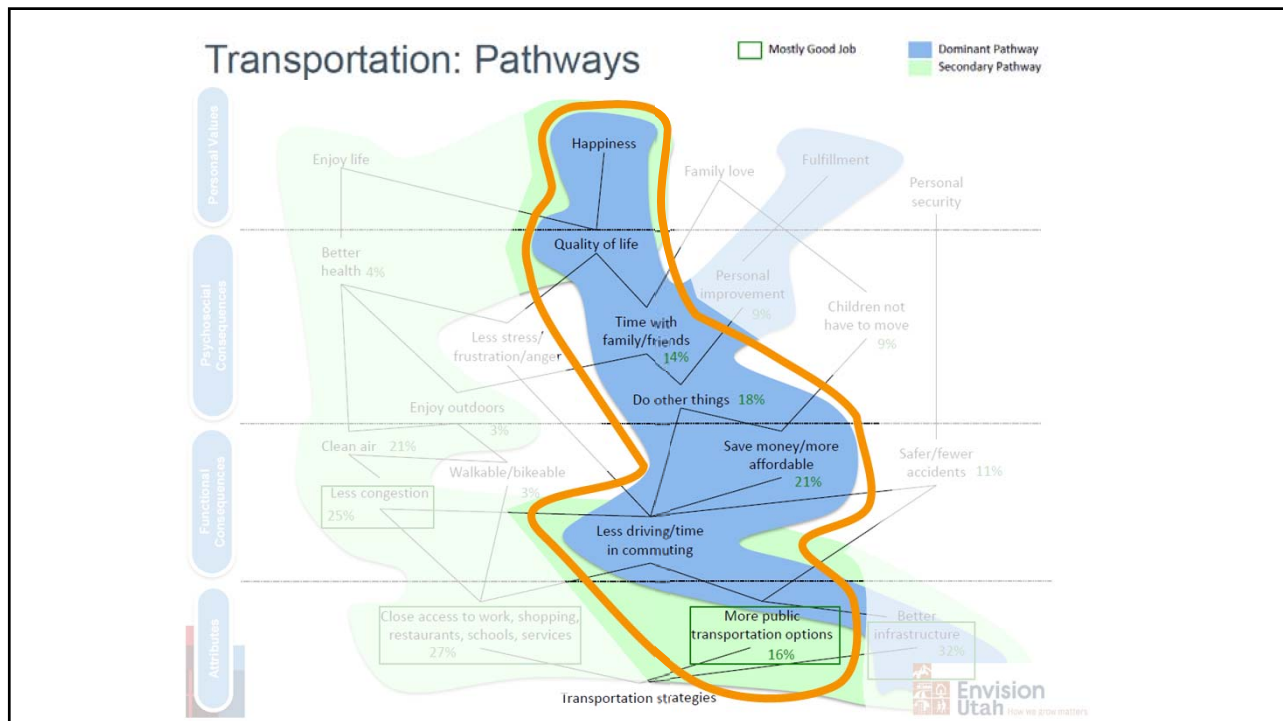 Transportation: Pathways
Mostly Good Job
Dominant Pathway
Secondary Pathway
Personal Values
Happiness
Enjoy life
Family love
Fulfillment
Personal
security
Psychosocial
Consequences
Quality of life
Better
health 4%
Personal
improvement
9%
Children not
have to move
9%
Less stress/
frustration/anger
Time with
family/friends
14%
Enjoy outdoors
3%
Do other things 18%
Functional
Consequences
Clean air 21%
Walkable/bikeable
3%
Save money/more
affordable
21%
Safer/fewer
accidents 11%
Less congestion
25%
Less driving/time
in commuting
Attributes
Close access to work, shopping,
restaurants, schools, services
27%
More public
transportation options
16%
Better
infrastructure
32%
Transportation strategies
Envision
Utah How we grow matters